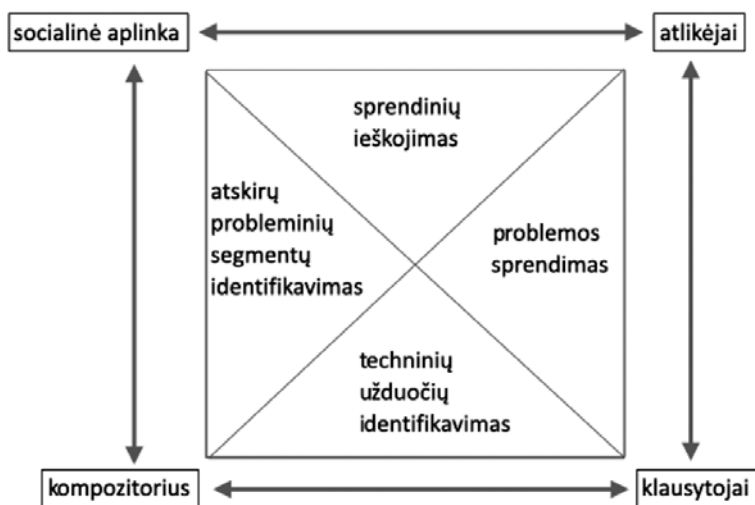 socialinė aplinka
atlikėjai
sprendinių
ieškojimas
atskirų
probleminių
segmentų
identifikavimas
problemos
sprendimas
techninių
užduočių
identifikavimas
kompozitorius
klausytojai